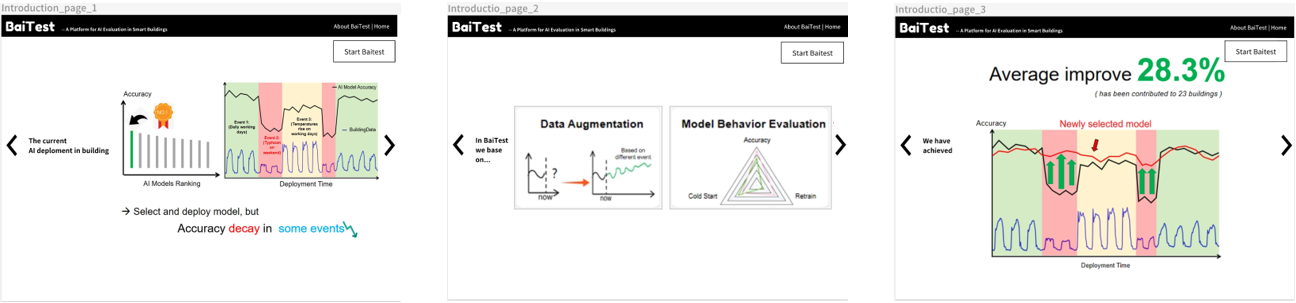 Introduction_page_1
BaiTest
-- A Platform for AI Evaluation in Smart Buildings
About BaiTest | Home
Start Baitest
The current
AI deploment in building
Accuracy
NO.1
AI Models Ranking
AI Model Accuracy
Event 1:
(Daily working
days)
Event 2:
(Typhoon
on
weekend)
Event 3:
(Temperatures
rise on
working days)
BuildingData
Deployment Time
→ Select and deploy model, but
Accuracy decay in some events
Introductio_page_2
BaiTest
-- A Platform for AI Evaluation in Smart Buildings
About BaiTest | Home
Start Baitest
In BaiTest
we base
on...
Data Augmentation
?
now
Based on
different event
now
Model Behavior Evaluation
Accuracy
Cold Start
Retrain
Introductio_page_3
BaiTest
-- A Platform for AI Evaluation in Smart Buildings
About BaiTest | Home
Start Baitest
Average improve 28.3%
( has been contributed to 23 buildings )
We have
achieved
Accuracy
Newly selected model
Deployment Time